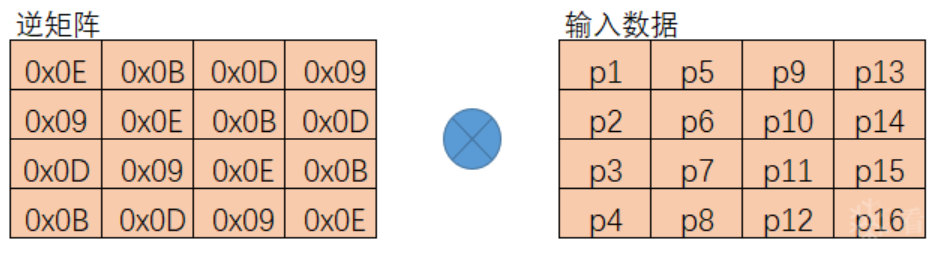 逆矩阵 输入数据
0x0E 0x0B 0x0D 0x09 p1 p5 p9 p13
0x09 0x0E 0x0B 0x0D p2 p6 p10 p14
0x0D 0x09 0x0E 0x0B p3 p7 p11 p15
0x0B 0x0D 0x09 0x0E p4 p8 p12 p16